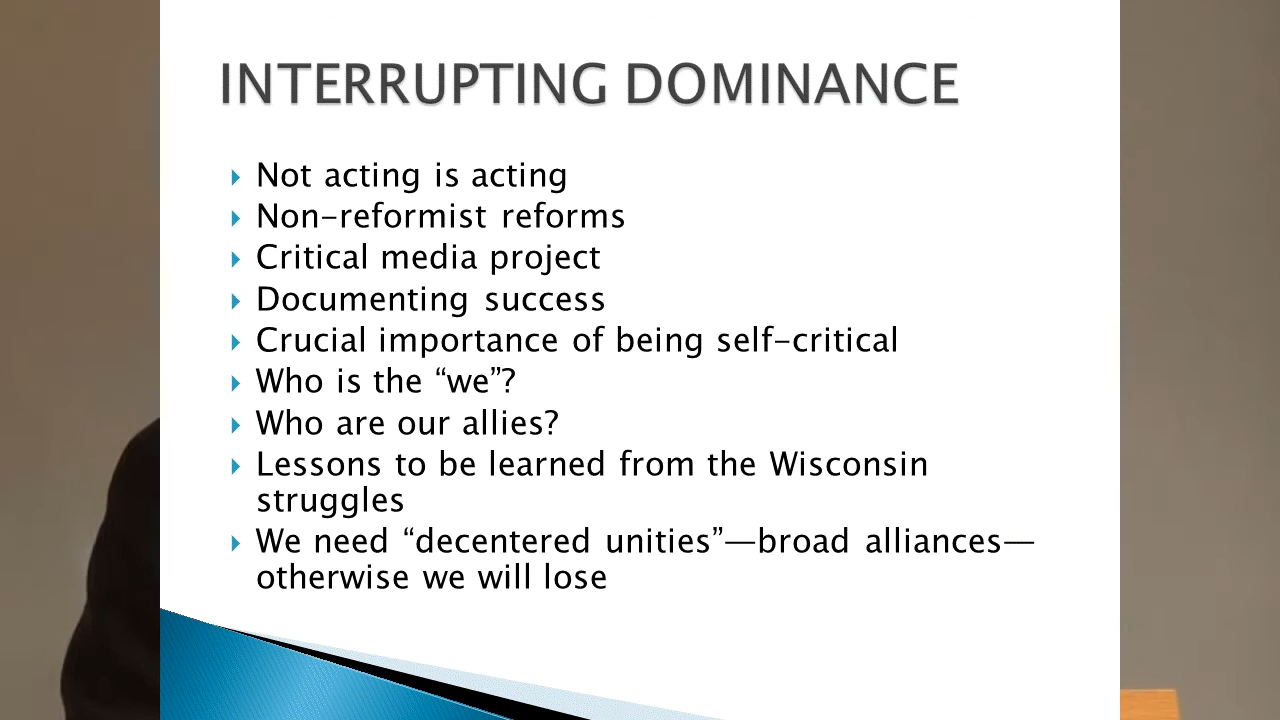 INTERRUPTING DOMINANCE
Not acting is acting
Non-reformist reforms
Critical media project
Documenting success
Crucial importance of being self-critical
Who is the “we”?
Who are our allies?
Lessons to be learned from the Wisconsin
struggles
We need “decentered unities”—broad alliances—
otherwise we will lose